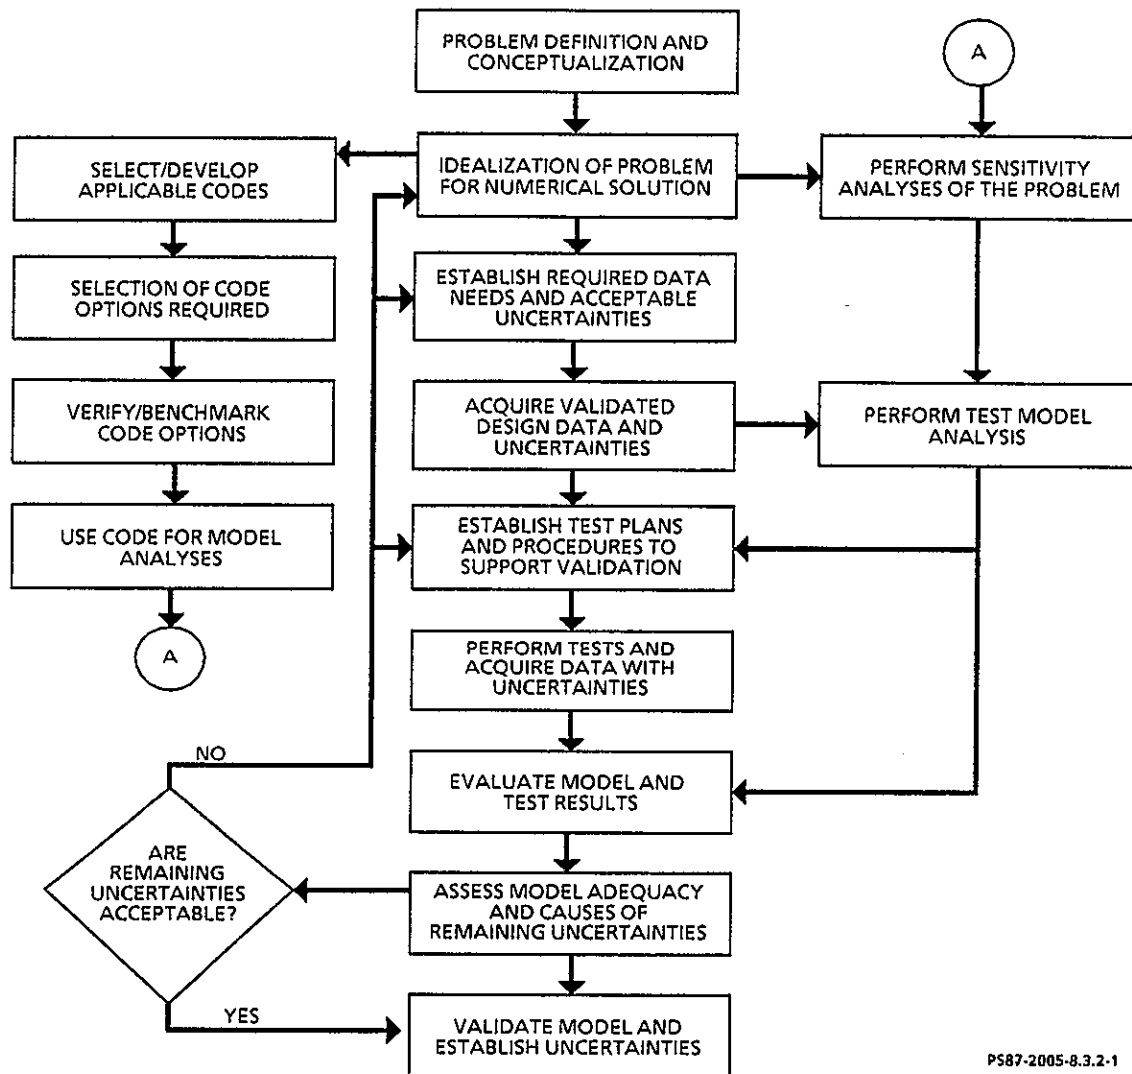 PROBLEM DEFINITION AND
CONCEPTUALIZATION
A
SELECT/DEVELOP
APPLICABLE CODES
IDEALIZATION OF PROBLEM
FOR NUMERICAL SOLUTION
PERFORM SENSITIVITY
ANALYSES OF THE PROBLEM
SELECTION OF CODE
OPTIONS REQUIRED
ESTABLISH REQUIRED DATA
NEEDS AND ACCEPTABLE
UNCERTAINTIES
VERIFY/BENCHMARK
CODE OPTIONS
ACQUIRE VALIDATED
DESIGN DATA AND
UNCERTAINTIES
PERFORM TEST MODEL
ANALYSIS
USE CODE FOR MODEL
ANALYSES
ESTABLISH TEST PLANS
AND PROCEDURES TO
SUPPORT VALIDATION
A
PERFORM TESTS AND
ACQUIRE DATA WITH
UNCERTAINTIES
NO
EVALUATE MODEL AND
TEST RESULTS
ARE
REMAINING
UNCERTAINTIES
ACCEPTABLE?
ASSESS MODEL ADEQUACY
AND CAUSES OF
REMAINING UNCERTAINTIES
YES
VALIDATE MODEL AND
ESTABLISH UNCERTAINTIES
PS87-2005-8.3.2-1